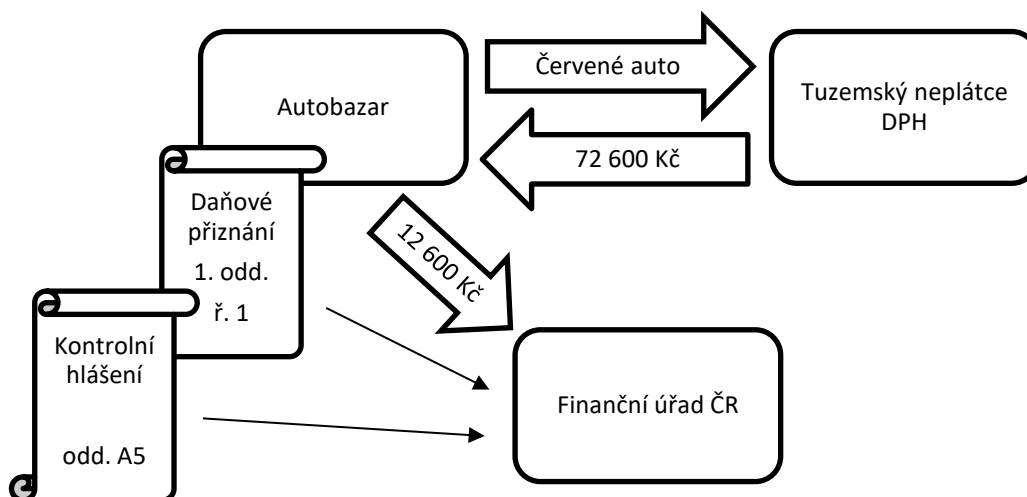 Autobazar
Červené auto
72 600 Kč
Tuzemský neplátce
DPH
Daňové
přiznání
1. odd.
ř. 1
12 600 Kč
Kontrolní
hlášení
odd. A5
Finanční úřad ČR